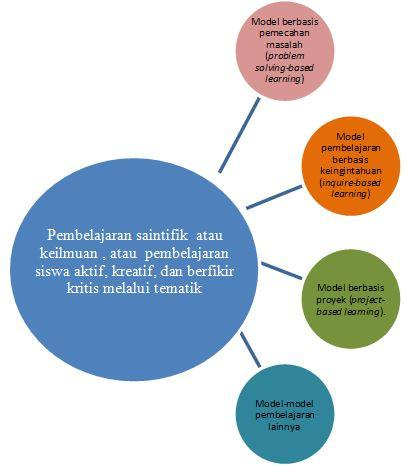 Model berbasis
pemecahan
masalah
(problem
solving-based
learning)
Model
pembelajaran
berbasis
keingintahuan
(inquire-based
learning)
Pembelajaran saintifik atau
keilmuan , atau pembelajaran
siswa aktif, kreatif, dan berfikir
kritis melalui tematik
Model berbasis
proyek (project-
based learning).
Model-model
pembelajaran
lainnya